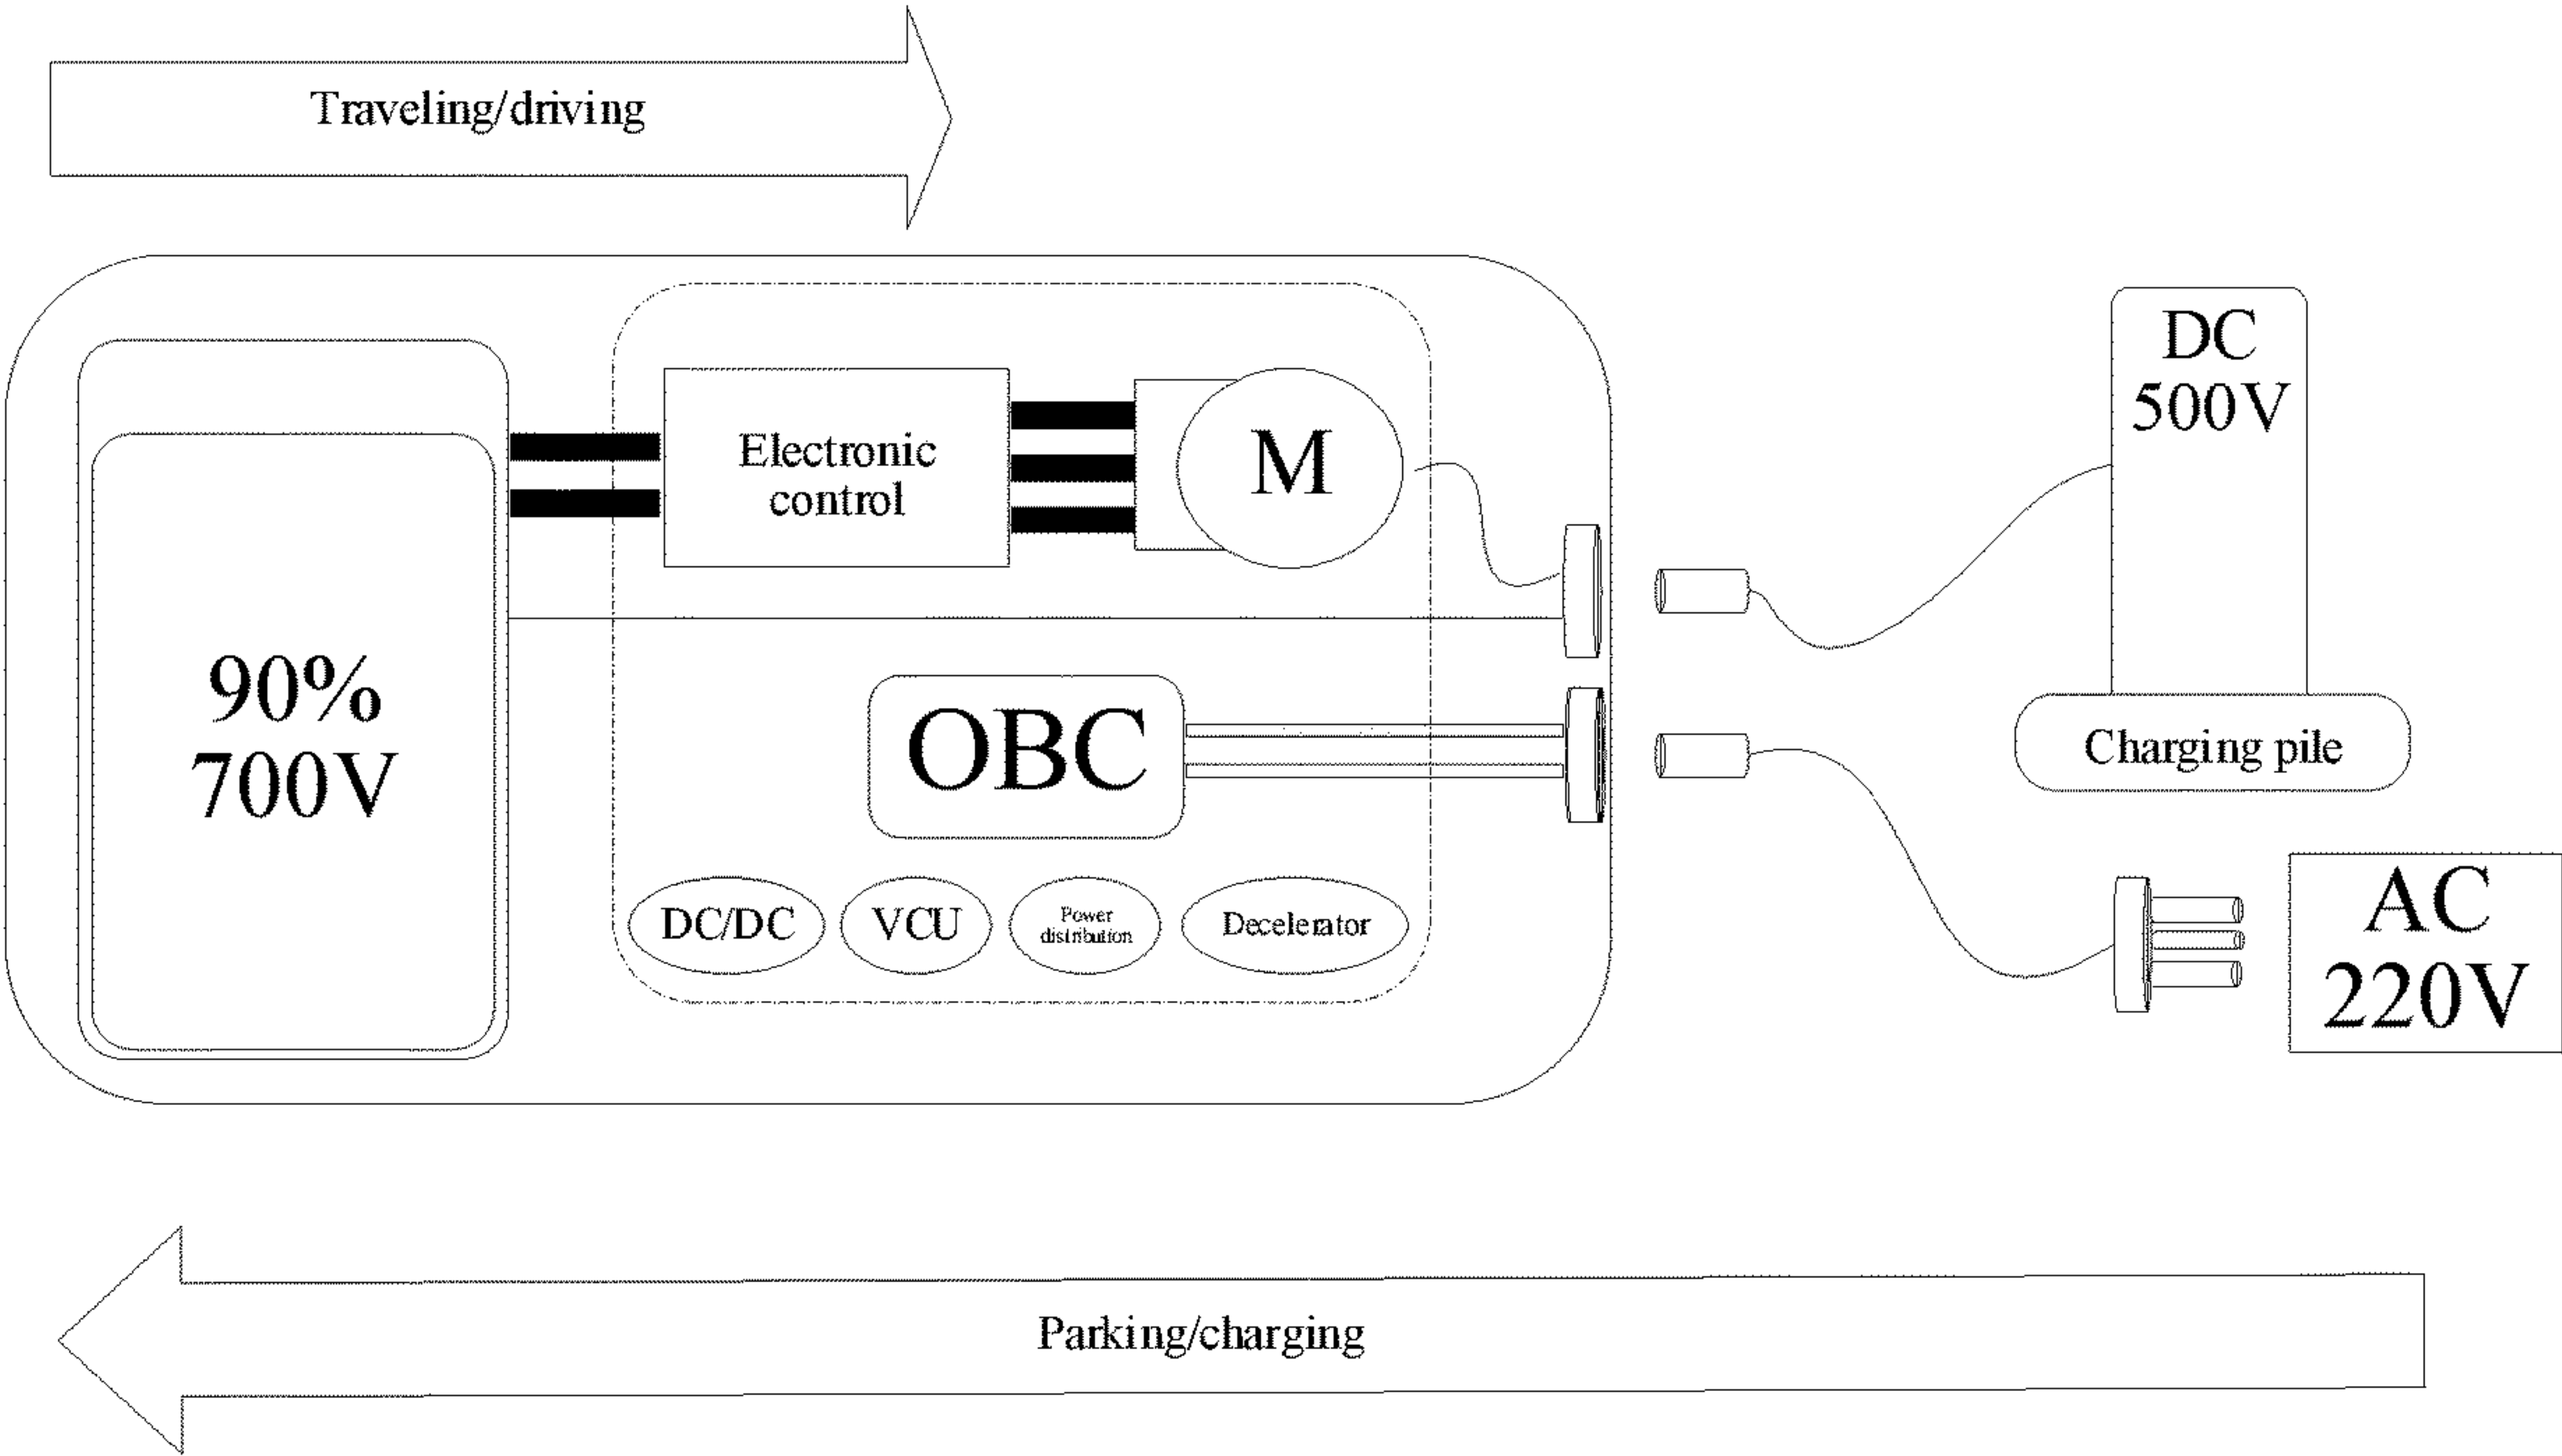 Traveling/driving
DC
500V
Electronic
control
M
90%
700V
OBC
Charging pile
DC/DC
VCU
Power
distribution
Decelerator
AC
220V
Parking/charging